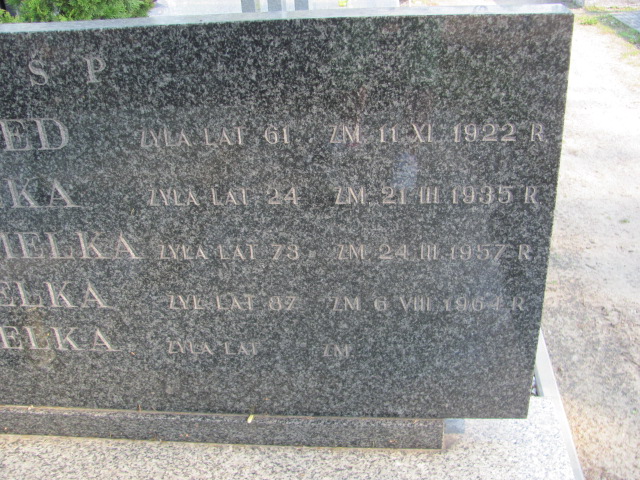 Ś P
ED ŻYŁA LAT 61 ZM 11 XI 1922 R
KA ŻYŁA LAT 24 ZM 21 III 1935 R
MELKA ŻYŁA LAT 73 ZM 24 III 1957 R
ELKA ŻYŁ LAT 87 ZM 6 VIII 1964 R
ELKA ŻYŁA LAT ZM